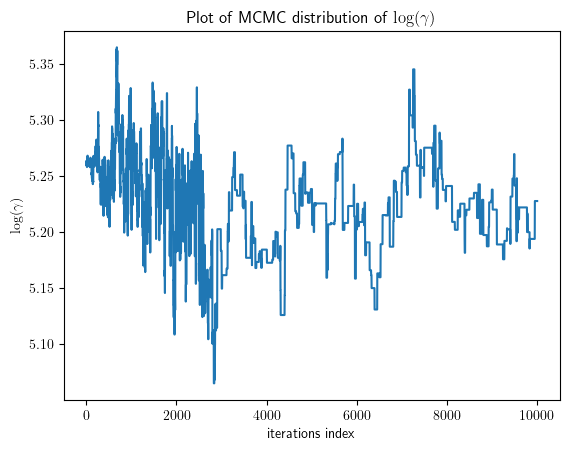 Plot of MCMC distribution of log(γ)
5.35
5.30
5.25
5.20
5.15
5.10
log(γ)
0 2000 4000 6000 8000 10000
iterations index